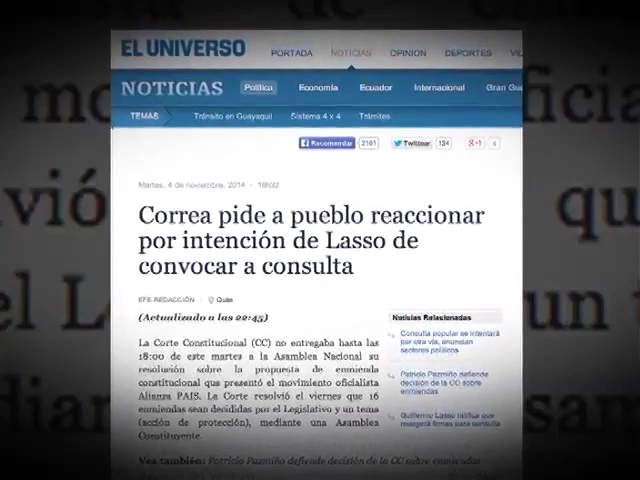 EL UNIVERSO
PORTADA NOTICIAS OPINION DEPORTES
NOTICIAS Política Economía Ecuador Internacional Gran
TEMAS Tránsito en Guayaquil Sistema 4 x 4 Trámites
Recomendar 2101 Twittear 124 +1 4
Martes, 4 de noviembre, 2014 - 18h32
Correa pide a pueblo reaccionar
por intención de Lasso de
convocar a consulta
EFE-REDACCIÓN Quito
(Actualizado a las 22:45)
La Corte Constitucional (CC) no entregaba hasta las
18:00 de este martes a la Asamblea Nacional su
resolución sobre la propuesta de enmienda
constitucional que presentó el movimiento oficialista
Alianza PAIS. La Corte resolvió el viernes que 16
enmiendas sean decididas por el Legislativo y un tema
(acción de protección), mediante una Asamblea
Constituyente.
Vea también: Patricio Pazmiño defiende decisión de la CC sobre enmiendas
Noticias Relacionadas
Consulta popular se intentará
por otra vía, anuncian
sectores políticos
Patricio Pazmiño defiende
decisión de la CC sobre
enmiendas
Guillermo Lasso ratifica que
recogerá firmas para consulta